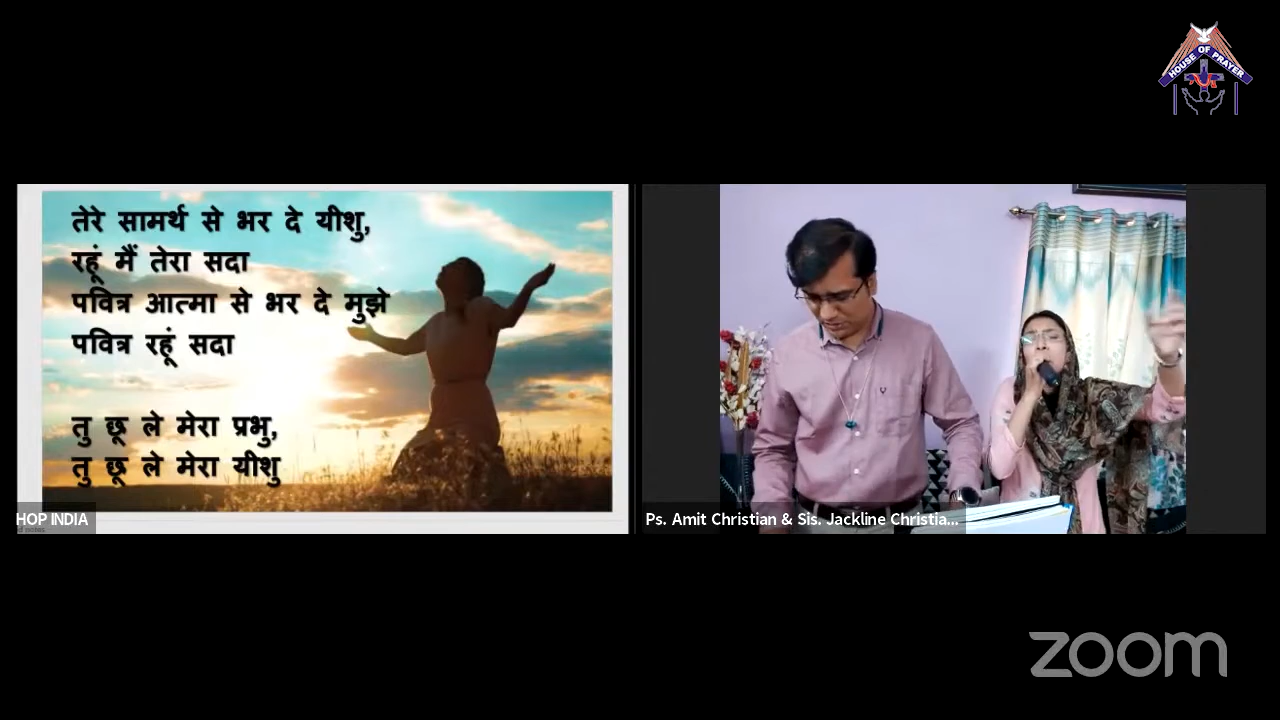 HOUSE OF PRAYER
तेरे सामर्थ से भर दे यीशु,
रहूं मैं तेरा सदा
पवित्र आत्मा से भर दे मुझे
पवित्र रहूं सदा
तु छू ले मेरा प्रभु,
तु छू ले मेरा यीशु
HOP INDIA
Ps. Amit Christian & Sis. Jackline Christia...
zoom